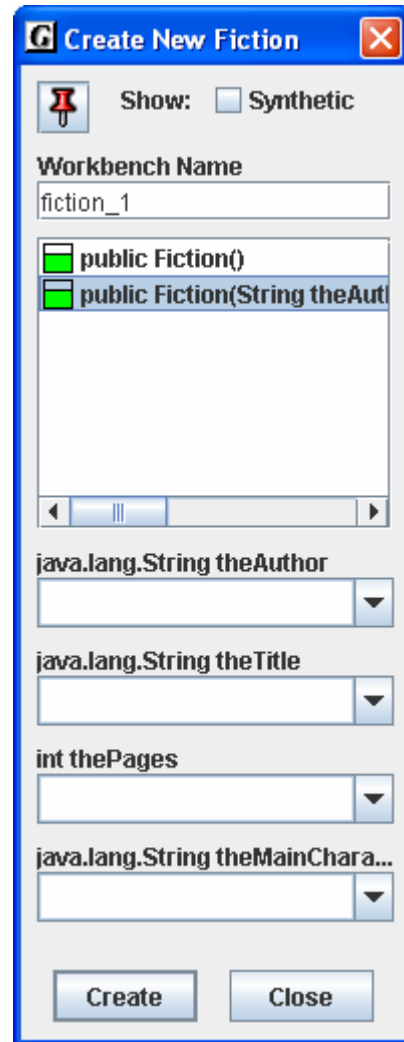 G Create New Fiction
Show: Synthetic
Workbench Name
fiction_1
public Fiction()
public Fiction(String theAut
java.lang.String theAuthor
java.lang.String theTitle
int thePages
java.lang.String theMainChara...
Create Close